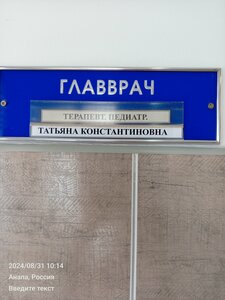 ГЛАВВРАЧ
ТЕРАПЕВТ. ПЕДИАТР.
ТАТЬЯНА КОНСТАНТИНОВНА
2024/08/31 10:14
Анапа, Россия
Введите текст